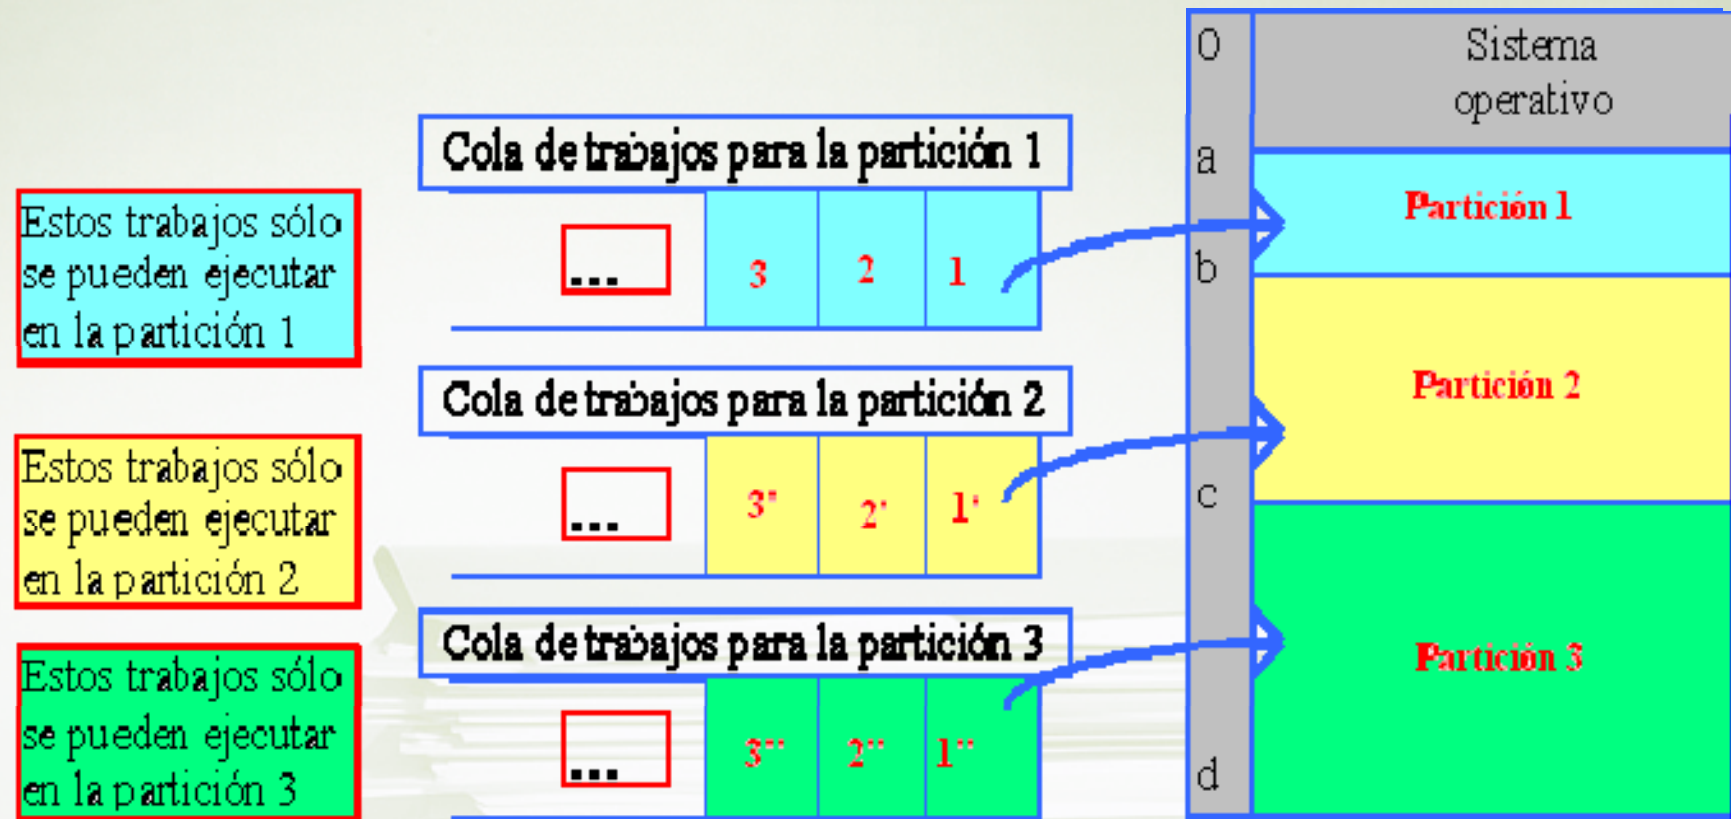 Estos trabajos sólo
se pueden ejecutar
en la partición 1
Cola de trabajos para la partición 1
...
3
2
1
Estos trabajos sólo
se pueden ejecutar
en la partición 2
Cola de trabajos para la partición 2
...
3'
2'
1'
Estos trabajos sólo
se pueden ejecutar
en la partición 3
Cola de trabajos para la partición 3
...
3''
2''
1''
0
Sistema
operativo
a
Partición 1
b
Partición 2
c
Partición 3
d